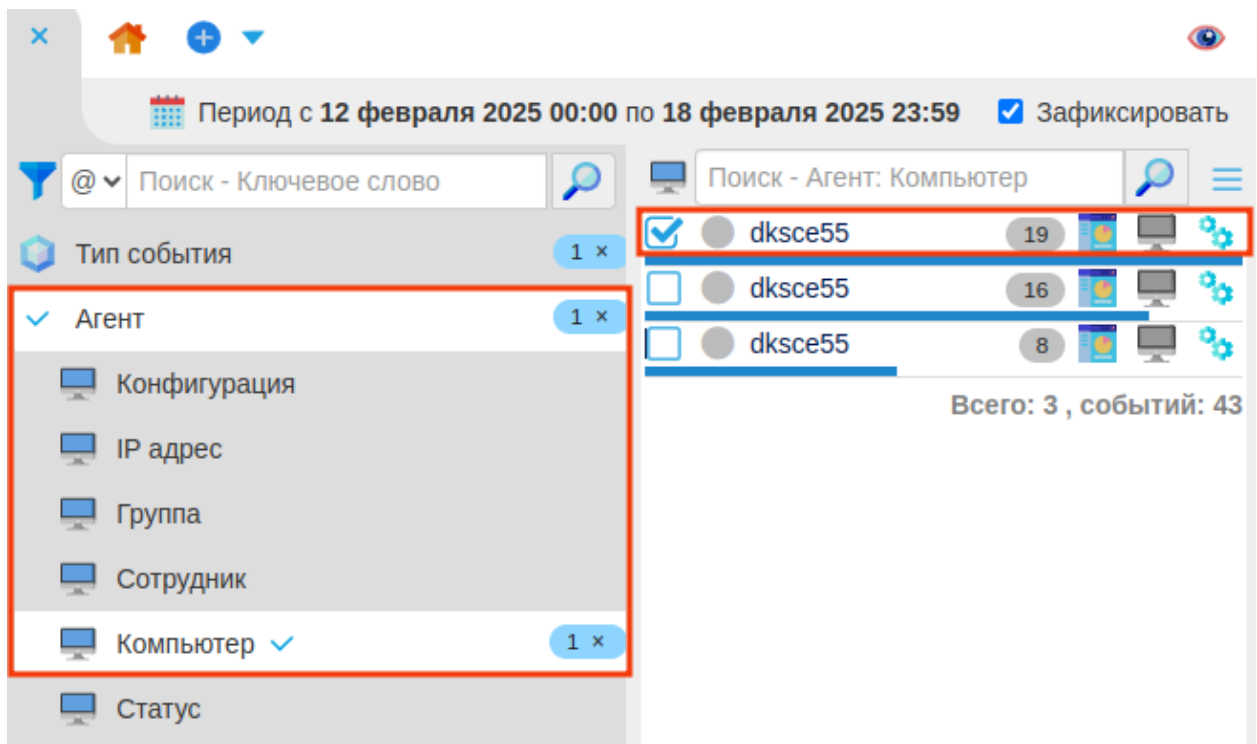 Период с 12 февраля 2025 00:00 по 18 февраля 2025 23:59 Зафиксировать
@ Поиск - Ключевое слово
Тип события 1 ×
Агент 1 ×
Конфигурация
IP адрес
Группа
Сотрудник
Компьютер 1 ×
Статус
Поиск - Агент: Компьютер
dksce55 19
dksce55 16
dksce55 8
Всего: 3 , событий: 43